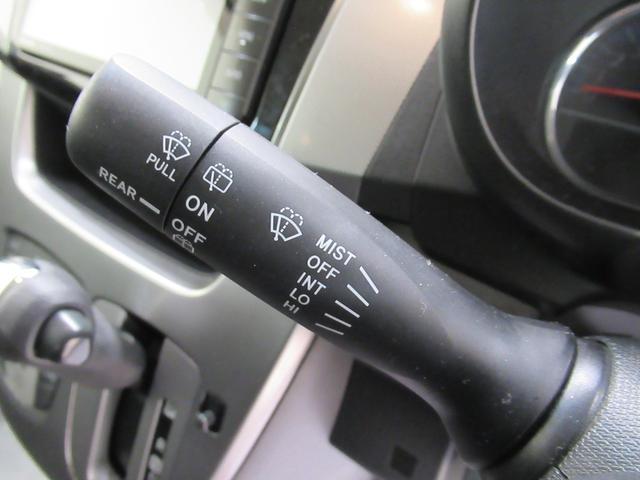 PULL
REAR
ON
OFF
MIST
OFF
INT
LO
HI